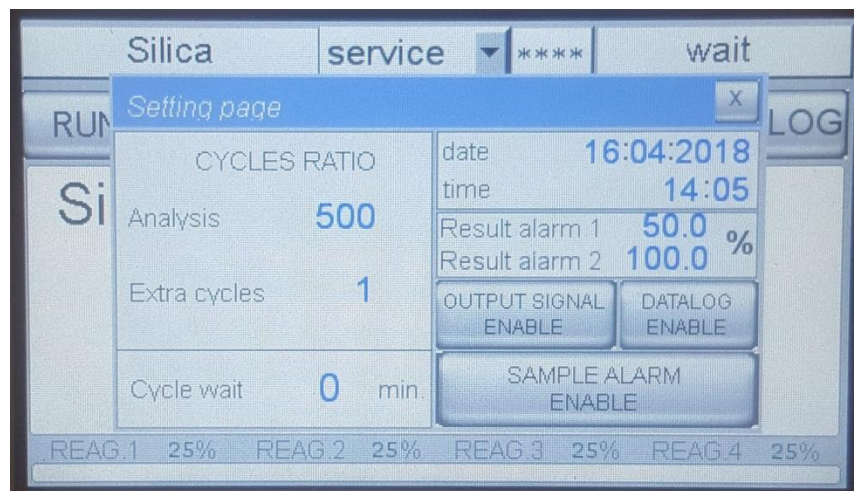 Silica service **** wait
RUN
LOG
Si
Setting page X
CYCLES RATIO
Analysis 500
Extra cycles 1
Cycle wait 0 min.
date 16:04:2018
time 14:05
Result alarm 1 50.0
Result alarm 2 100.0
%
OUTPUT SIGNAL
ENABLE
DATALOG
ENABLE
SAMPLE ALARM
ENABLE
REAG.1 25% REAG.2 25% REAG.3 25% REAG.4 25%